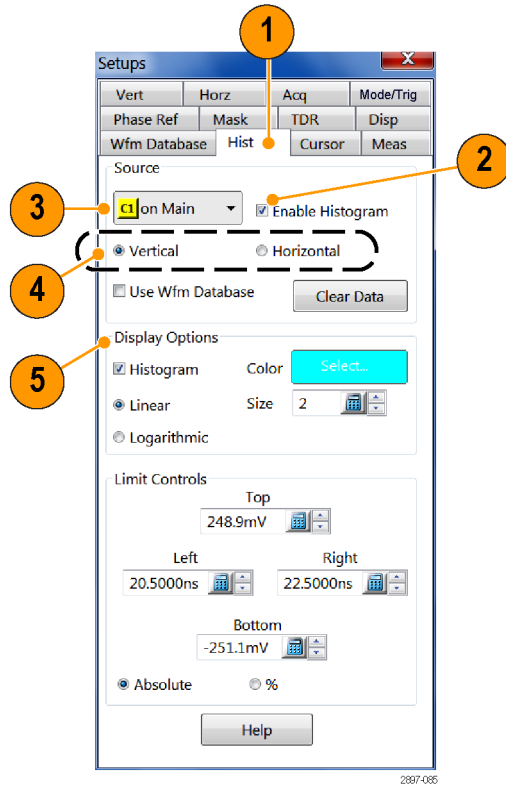 1
Setups
X
Vert Horz Acq Mode/Trig
Phase Ref Mask TDR Disp
Wfm Database Hist Cursor Meas
2
Source
3
C1 on Main Enable Histogram
Vertical Horizontal
4
Use Wfm Database Clear Data
Display Options
5
Histogram Color Select...
Linear Size 2
Logarithmic
Limit Controls
Top
248.9mV
Left Right
20.5000ns 22.5000ns
Bottom
-251.1mV
Absolute %
Help
2897-085